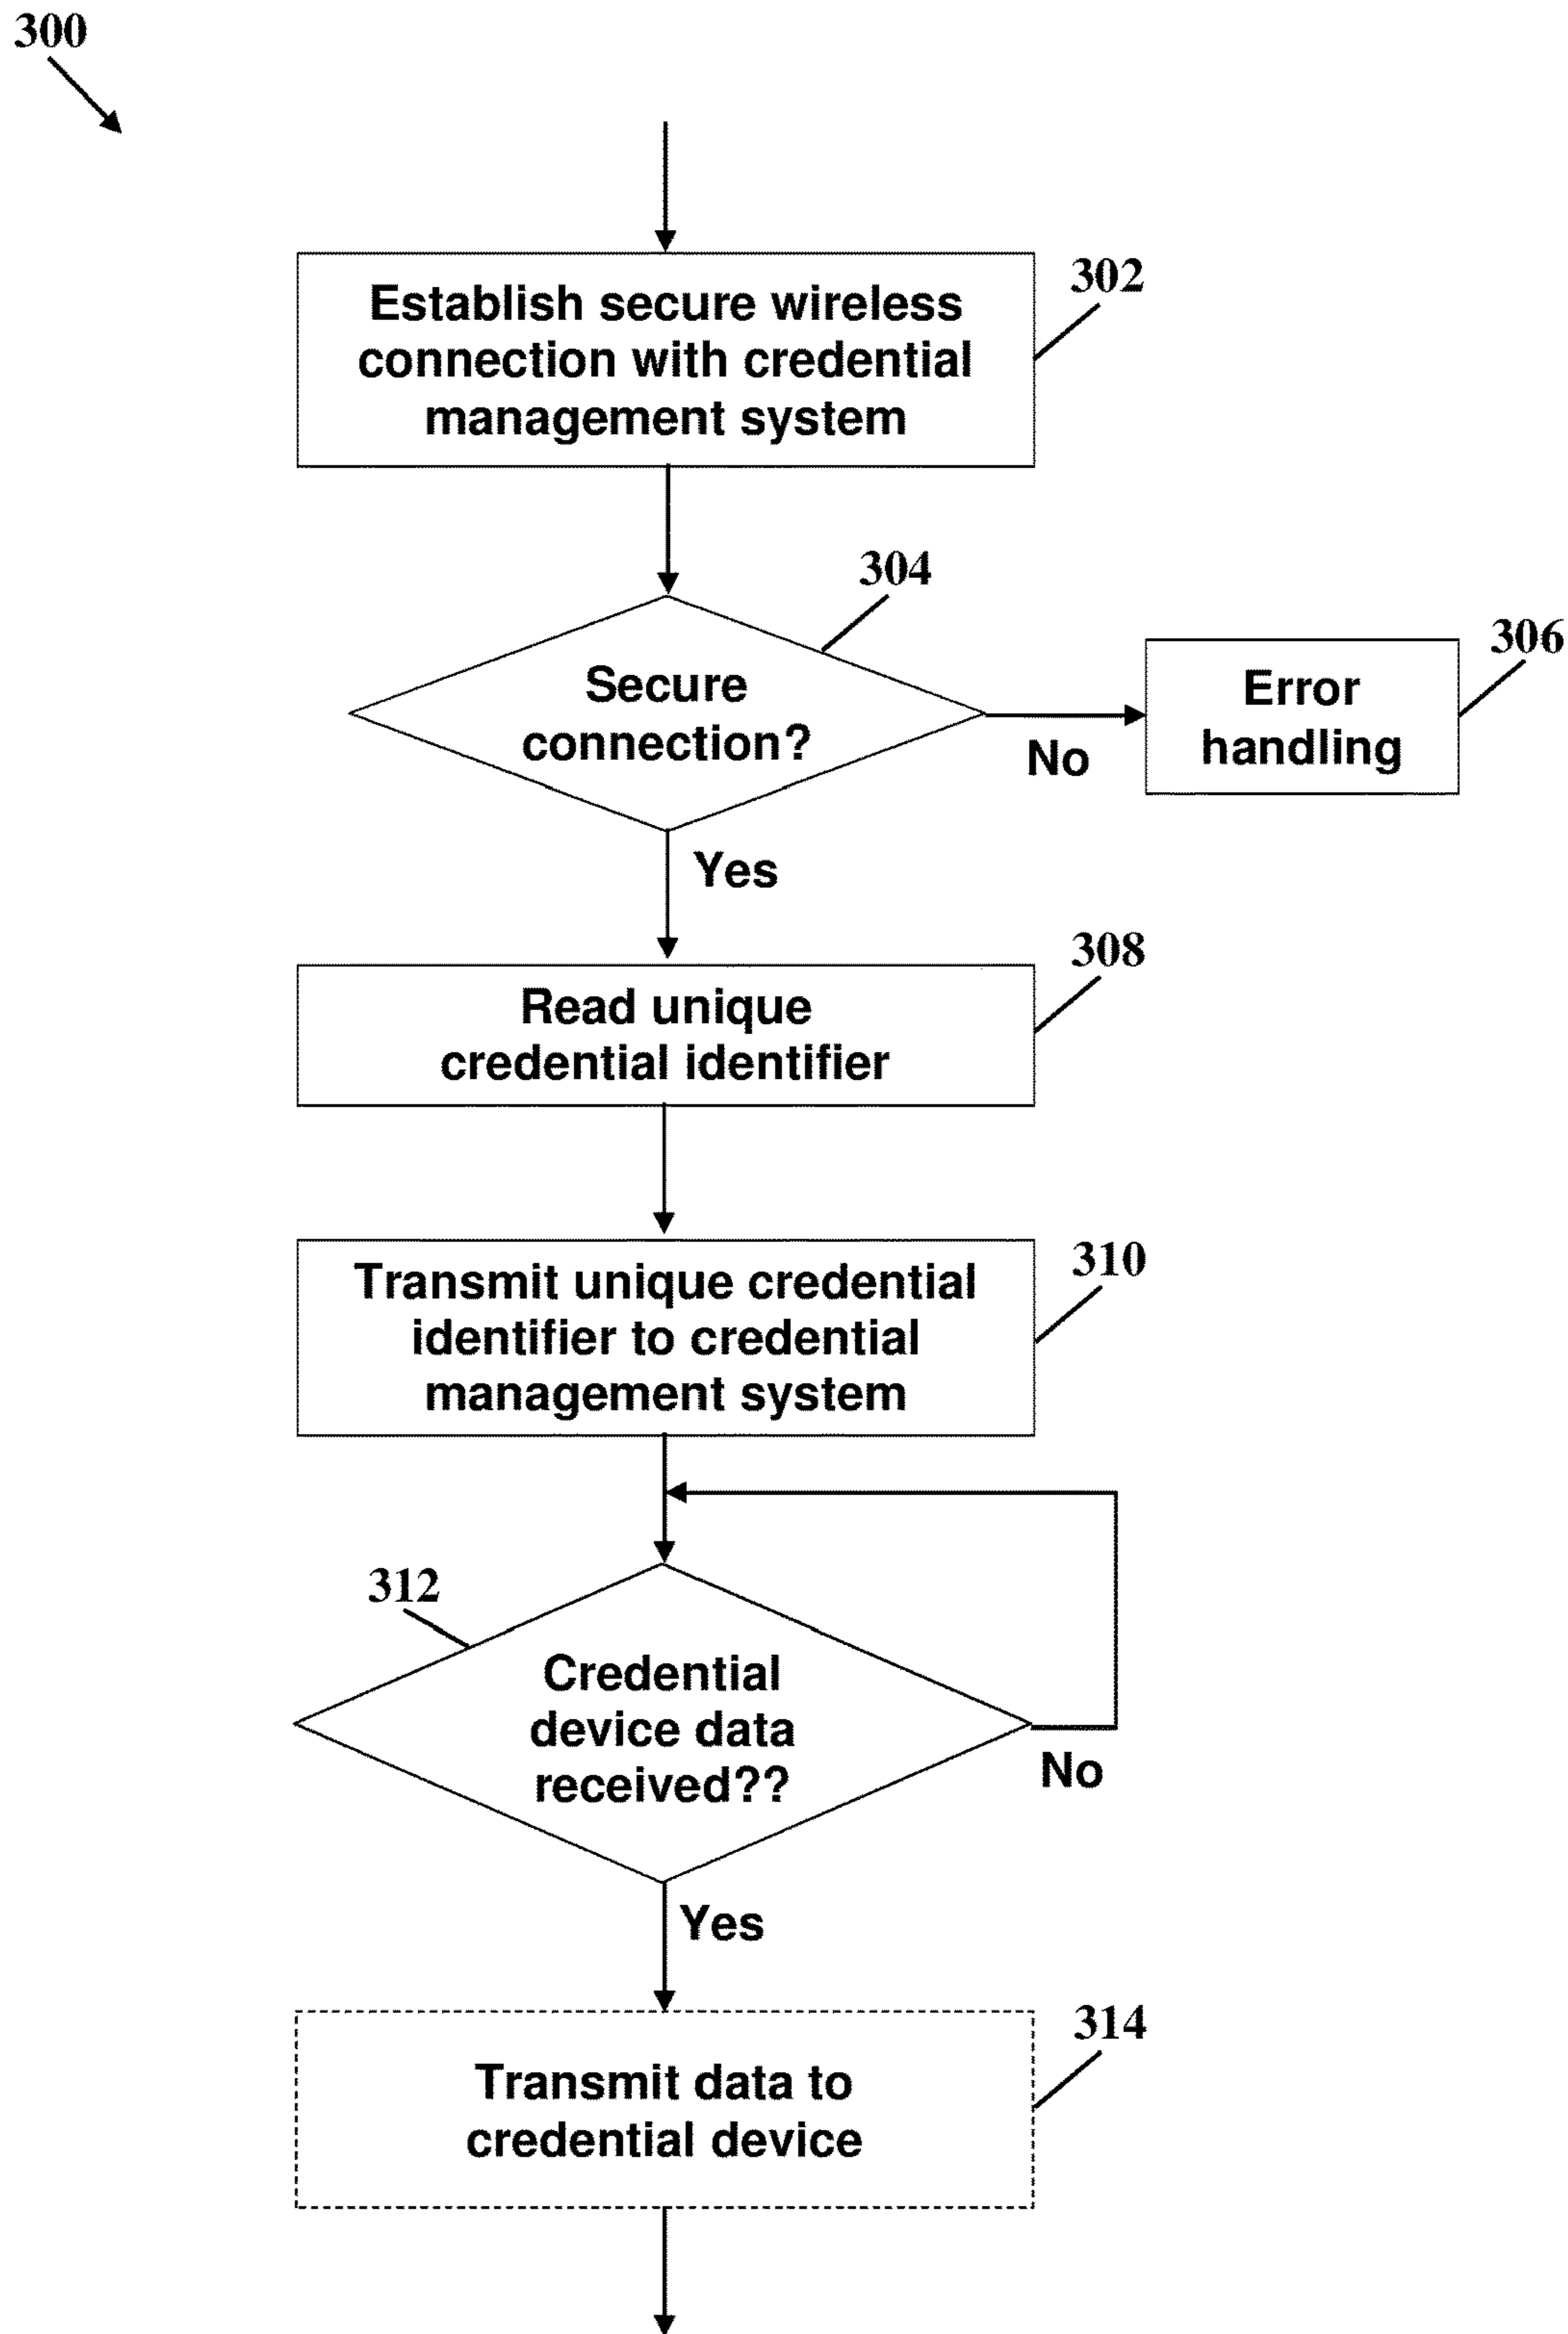 300
Establish secure wireless
connection with credential
management system
302
304
Secure
connection?
No
306
Error
handling
Yes
308
Read unique
credential identifier
310
Transmit unique credential
identifier to credential
management system
312
Credential
device data
received??
No
Yes
314
Transmit data to
credential device